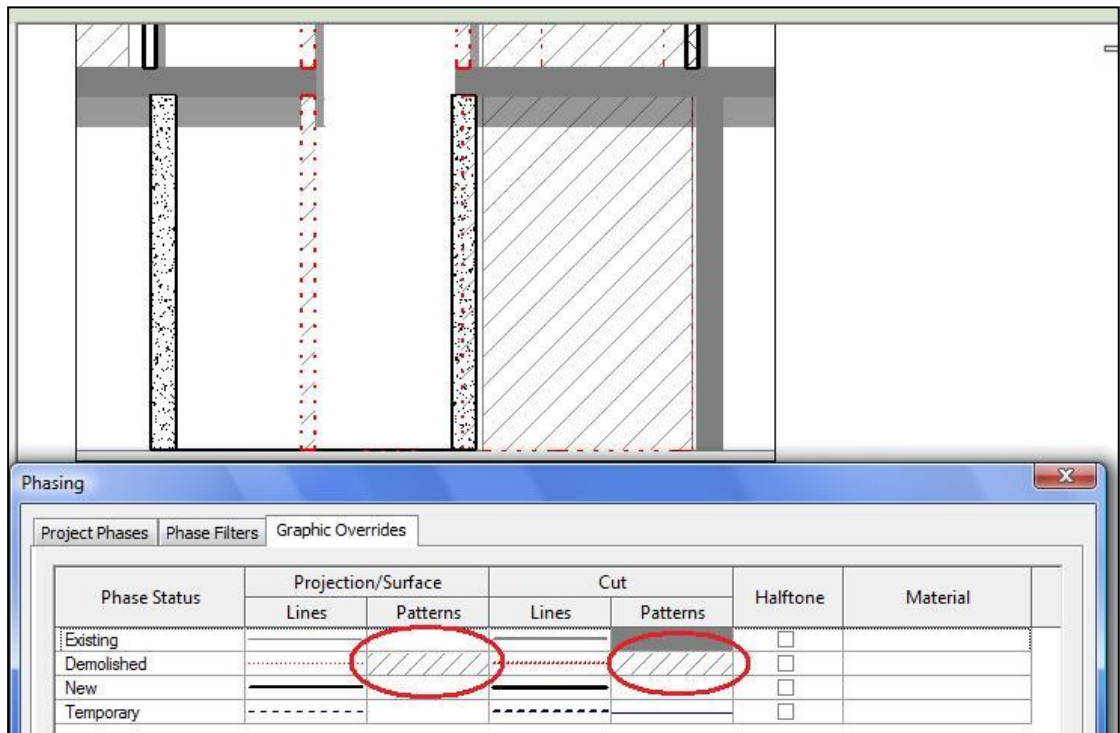 Phasing
Project Phases Phase Filters Graphic Overrides
Phase Status Projection/Surface Cut Halftone Material
Lines Patterns Lines Patterns
Existing
Demolished
New
Temporary